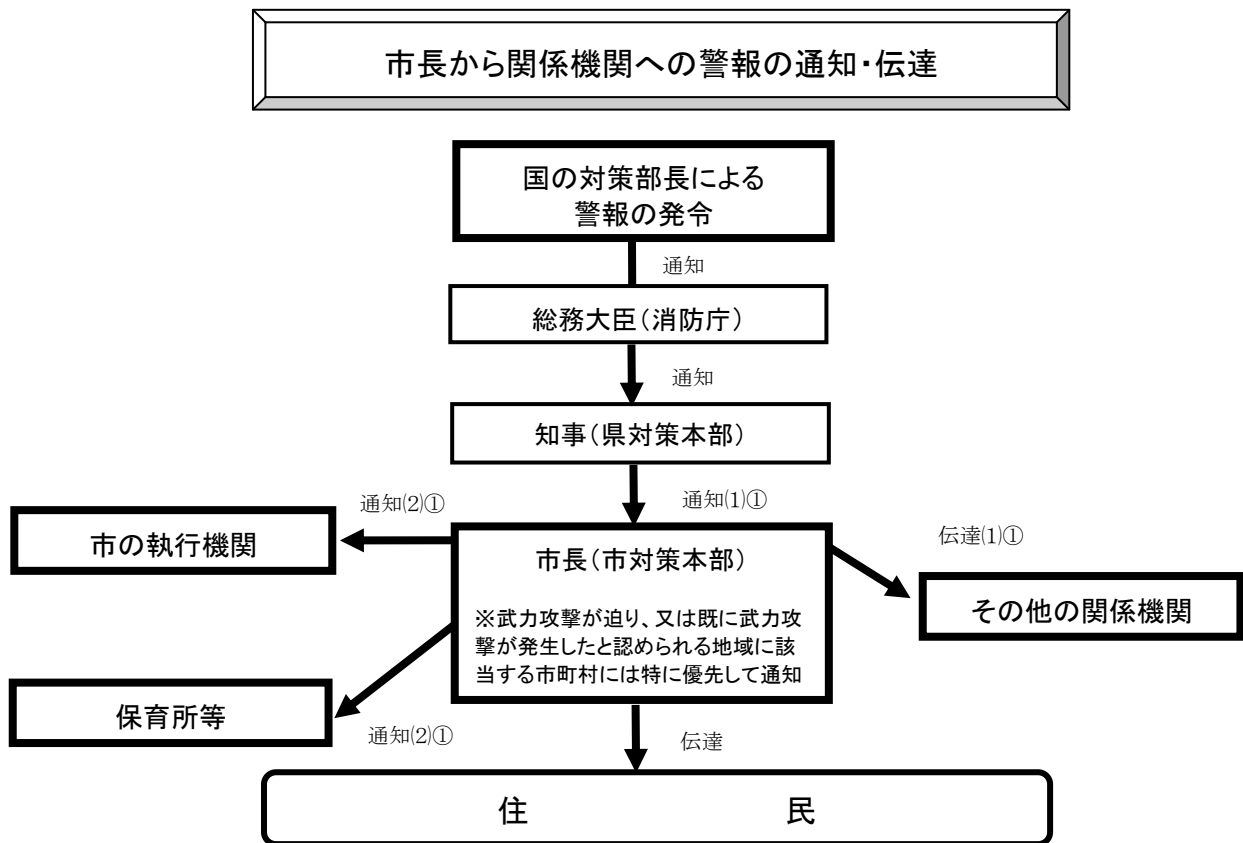 市長から関係機関への警報の通知・伝達
国の対策部長による
警報の発令
通知
総務大臣（消防庁）
通知
知事（県対策本部）
通知⑵①
通知⑴①
市の執行機関
市長（市対策本部）
伝達⑴①
その他の関係機関
※武力攻撃が迫り、又は既に武力攻
撃が発生したと認められる地域に該
当する市町村には特に優先して通知
保育所等
通知⑵①
伝達
住　民